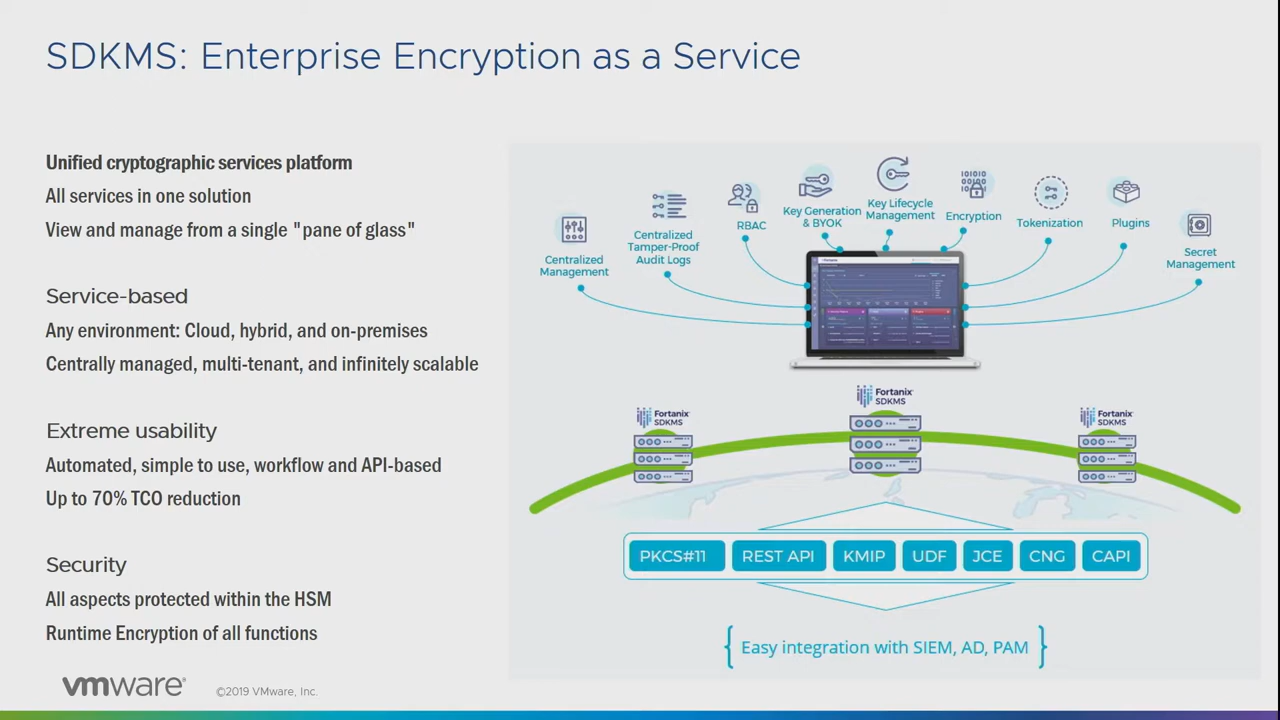 SDKMS: Enterprise Encryption as a Service
Unified cryptographic services platform
All services in one solution
View and manage from a single "pane of glass"
Service-based
Any environment: Cloud, hybrid, and on-premises
Centrally managed, multi-tenant, and infinitely scalable
Extreme usability
Automated, simple to use, workflow and API-based
Up to 70% TCO reduction
Security
All aspects protected within the HSM
Runtime Encryption of all functions
Centralized
Management
Centralized
Tamper-Proof
Audit Logs
RBAC
Key Generation
& BYOK
Key Lifecycle
Management
Encryption
Tokenization
Plugins
Secret
Management
Fortanix
Fortanix
SDKMS
Fortanix
SDKMS
Fortanix
SDKMS
PKCS#11 REST API KMIP UDF JCE CNG CAPI
{ Easy integration with SIEM, AD, PAM }
vmware® ©2019 VMware, Inc.